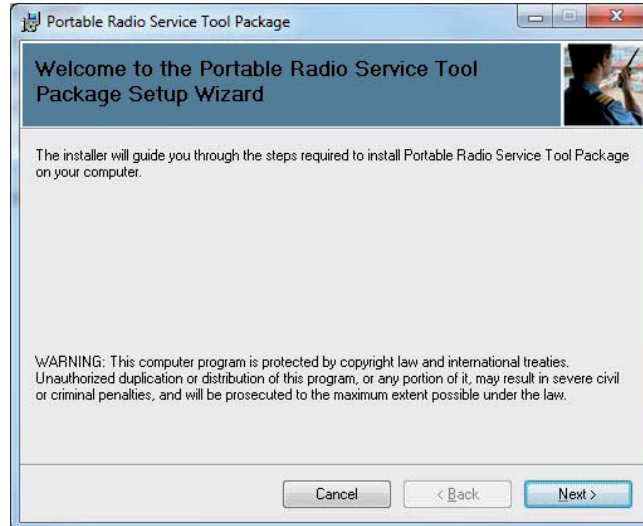 Portable Radio Service Tool Package
Welcome to the Portable Radio Service Tool
Package Setup Wizard
The installer will guide you through the steps required to install Portable Radio Service Tool Package
on your computer.
WARNING: This computer program is protected by copyright law and international treaties.
Unauthorized duplication or distribution of this program, or any portion of it, may result in severe civil
or criminal penalties, and will be prosecuted to the maximum extent possible under the law.
Cancel < Back Next >